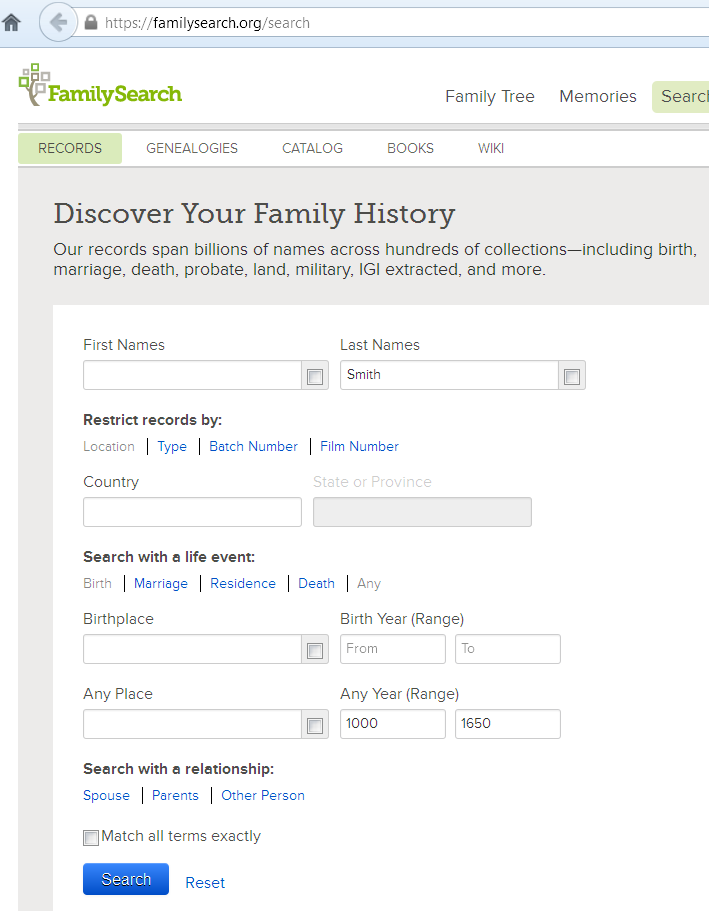 https://familysearch.org/search
FamilySearch
Family Tree Memories Search
RECORDS GENEALOGIES CATALOG BOOKS WIKI
Discover Your Family History
Our records span billions of names across hundreds of collections—including birth,
marriage, death, probate, land, military, IGI extracted, and more.
First Names Last Names
Smith
Restrict records by:
Location Type Batch Number Film Number
Country State or Province
Search with a life event:
Birth Marriage Residence Death Any
Birthplace Birth Year (Range)
From To
Any Place Any Year (Range)
1000 1650
Search with a relationship:
Spouse Parents Other Person
Match all terms exactly
Search Reset